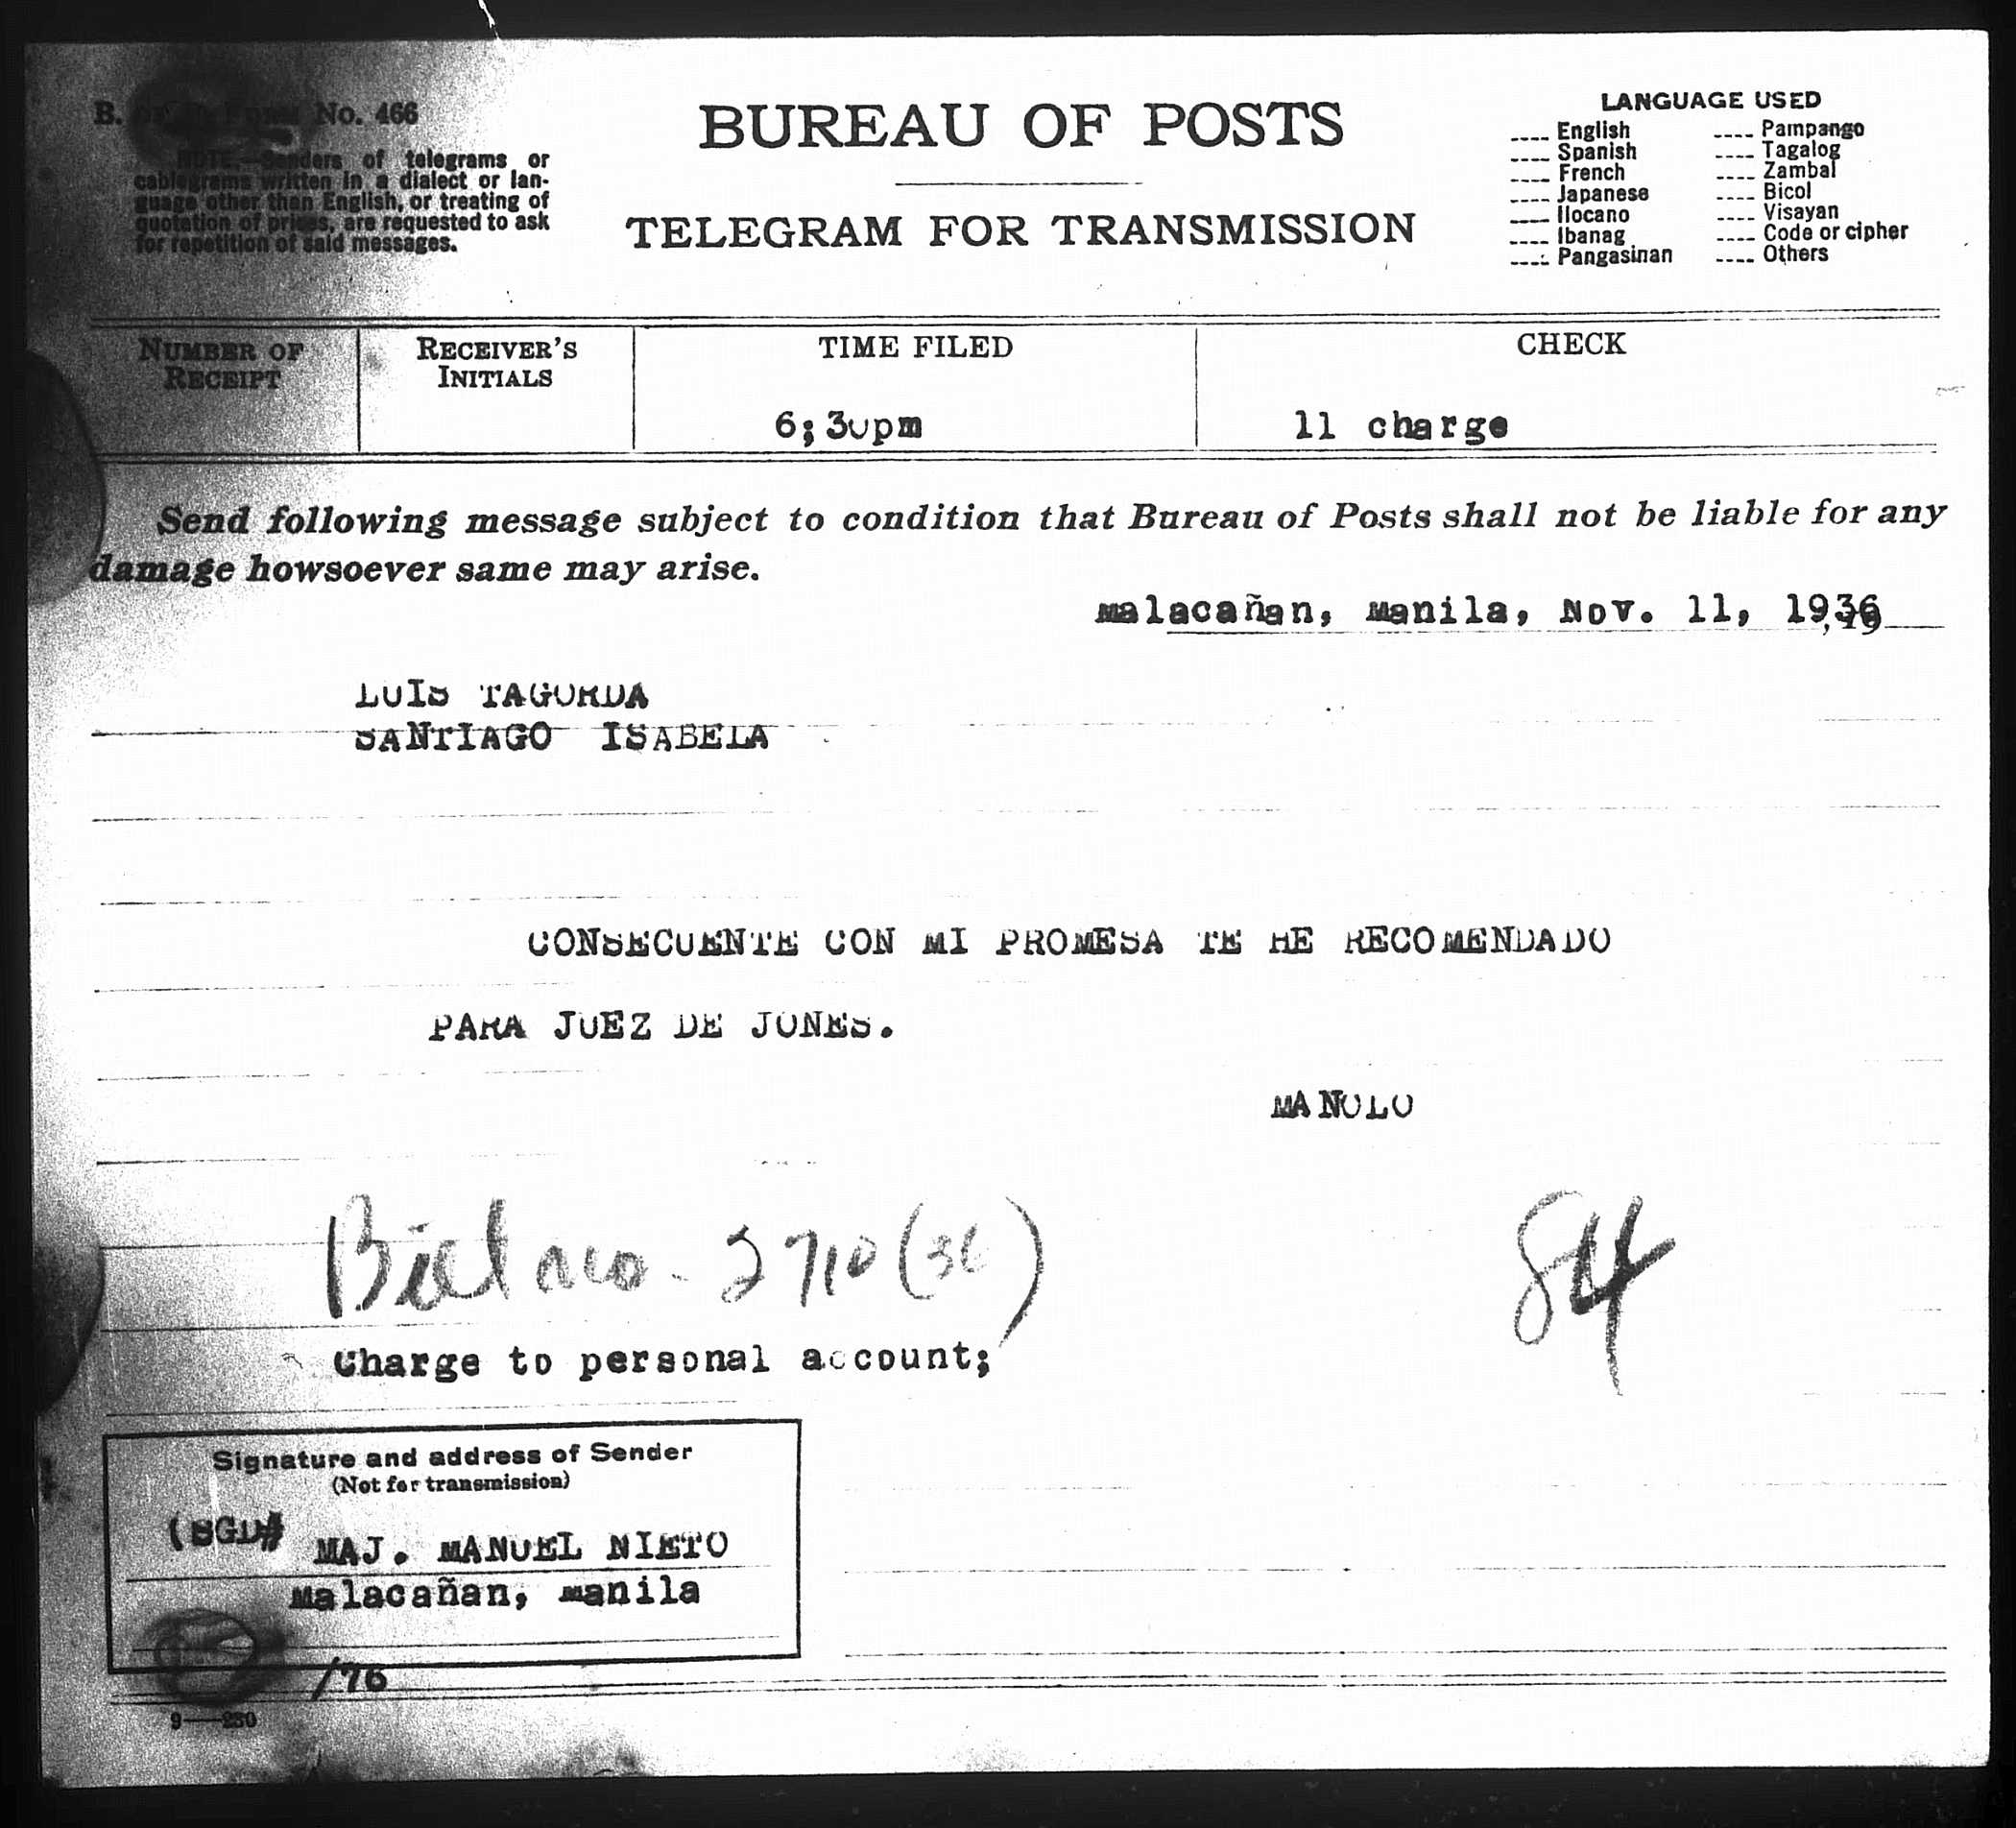 B. of P. Form No. 466
NOTE.—Senders of telegrams or
cablegrams written in a dialect or lan-
guage other than English, or treating of
quotation of prices, are requested to ask
for repetition of said messages.
BUREAU OF POSTS
TELEGRAM FOR TRANSMISSION
LANGUAGE USED
---- English ---- Pampango
---- Spanish ---- Tagalog
---- French ---- Zambal
---- Japanese ---- Bicol
---- Ilocano ---- Visayan
---- Ibanag ---- Code or cipher
---- Pangasinan ---- Others
NUMBER OF RECEIPT
RECEIVER'S INITIALS
TIME FILED
CHECK
6;30pm
11 charge
Send following message subject to condition that Bureau of Posts shall not be liable for any
damage howsoever same may arise.
Malacañan, Manila, Nov. 11, 1936
LUIS TAGORDA
SANTIAGO ISABELA
CONSECUENTE CON MI PROMESA TE HE RECOMENDADO
PARA JUEZ DE JONES.
MANOLO
2710 (36)
84
Charge to personal account;
Signature and address of Sender
(Not for transmission)
(SGD# MAJ. MANUEL NIETO
Malacañan, Manila
/76
9—230